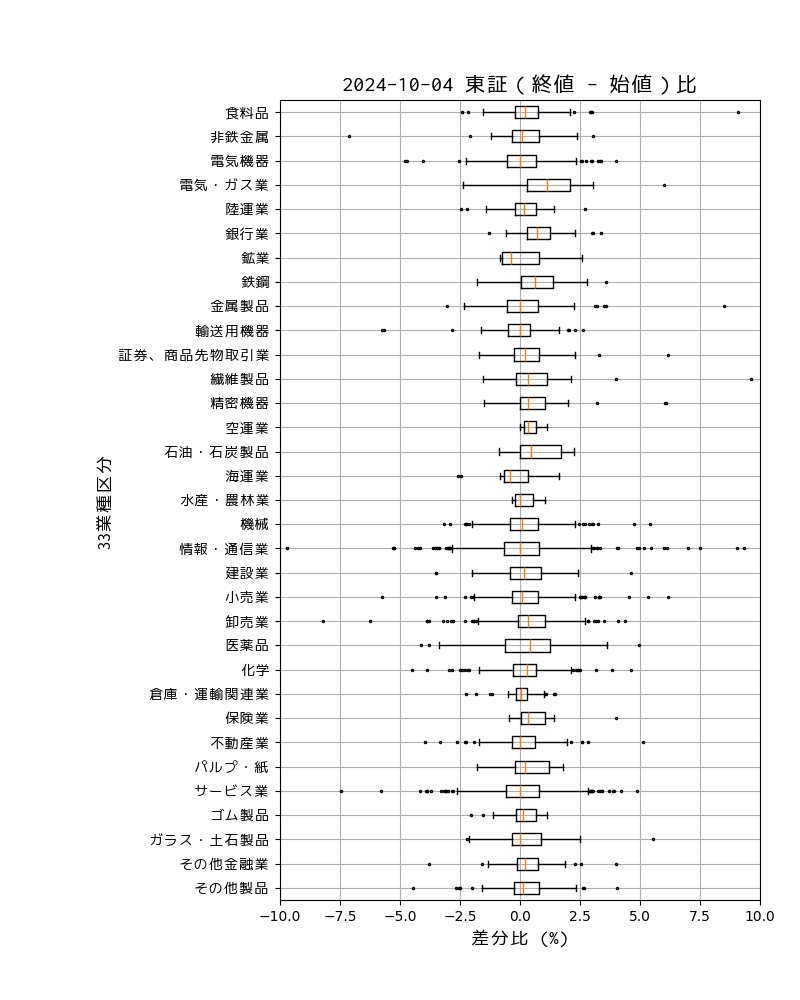 2024-10-04 東証 ( 終値 - 始値 ) 比
食料品
非鉄金属
電気機器
電気・ガス業
陸運業
銀行業
鉱業
鉄鋼
金属製品
輸送用機器
証券、商品先物取引業
繊維製品
精密機器
空運業
石油・石炭製品
海運業
水産・農林業
機械
情報・通信業
建設業
小売業
卸売業
医薬品
化学
倉庫・運輸関連業
保険業
不動産業
パルプ・紙
サービス業
ゴム製品
ガラス・土石製品
その他金融業
その他製品
33業種区分
−10.0 −7.5 −5.0 −2.5 0.0 2.5 5.0 7.5 10.0
差分比 (%)